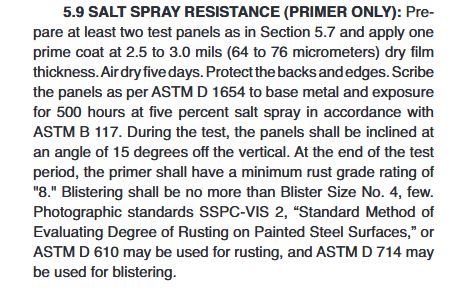 5.9 SALT SPRAY RESISTANCE (PRIMER ONLY): Pre-
pare at least two test panels as in Section 5.7 and apply one
prime coat at 2.5 to 3.0 mils (64 to 76 micrometers) dry film
thickness. Air dry five days. Protect the backs and edges. Scribe
the panels as per ASTM D 1654 to base metal and exposure
for 500 hours at five percent salt spray in accordance with
ASTM B 117. During the test, the panels shall be inclined at
an angle of 15 degrees off the vertical. At the end of the test
period, the primer shall have a minimum rust grade rating of
"8." Blistering shall be no more than Blister Size No. 4, few.
Photographic standards SSPC-VIS 2, “Standard Method of
Evaluating Degree of Rusting on Painted Steel Surfaces,” or
ASTM D 610 may be used for rusting, and ASTM D 714 may
be used for blistering.